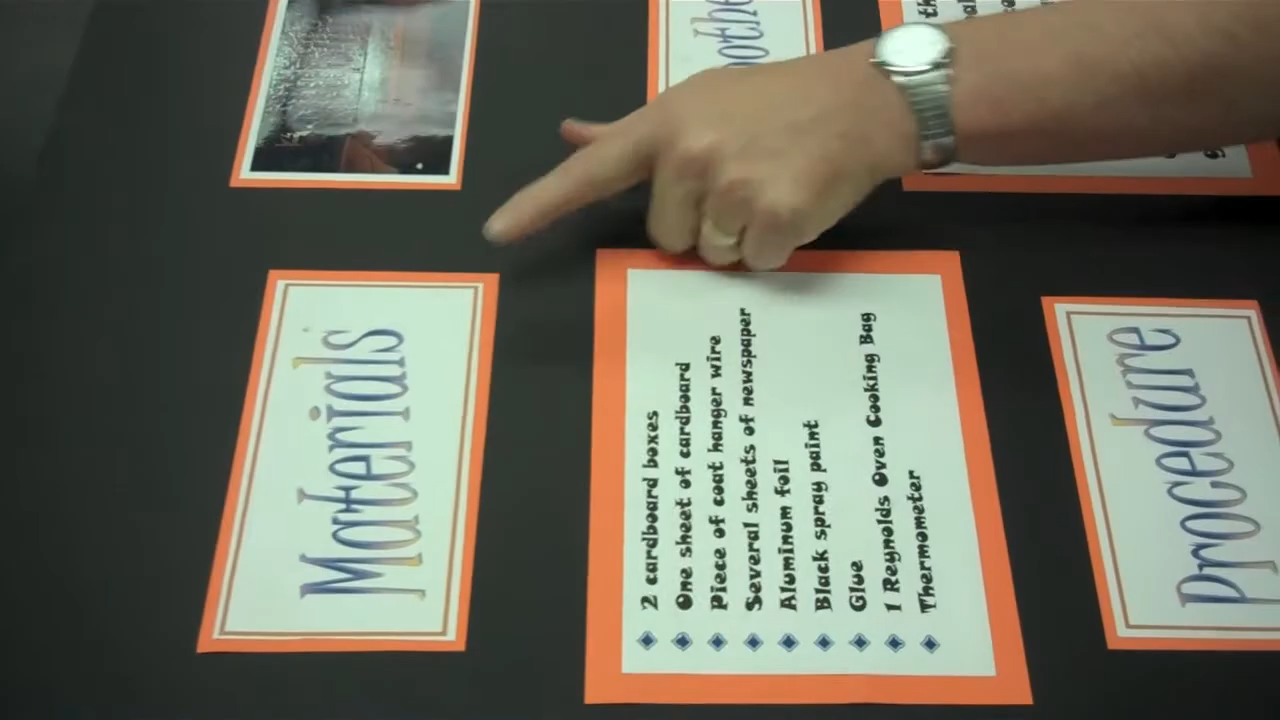 Materials
2 cardboard boxes
One sheet of cardboard
Piece of coat hanger wire
Several sheets of newspaper
Aluminum foil
Black spray paint
Glue
1 Reynolds Oven Cooking Bag
Thermometer
Procedure